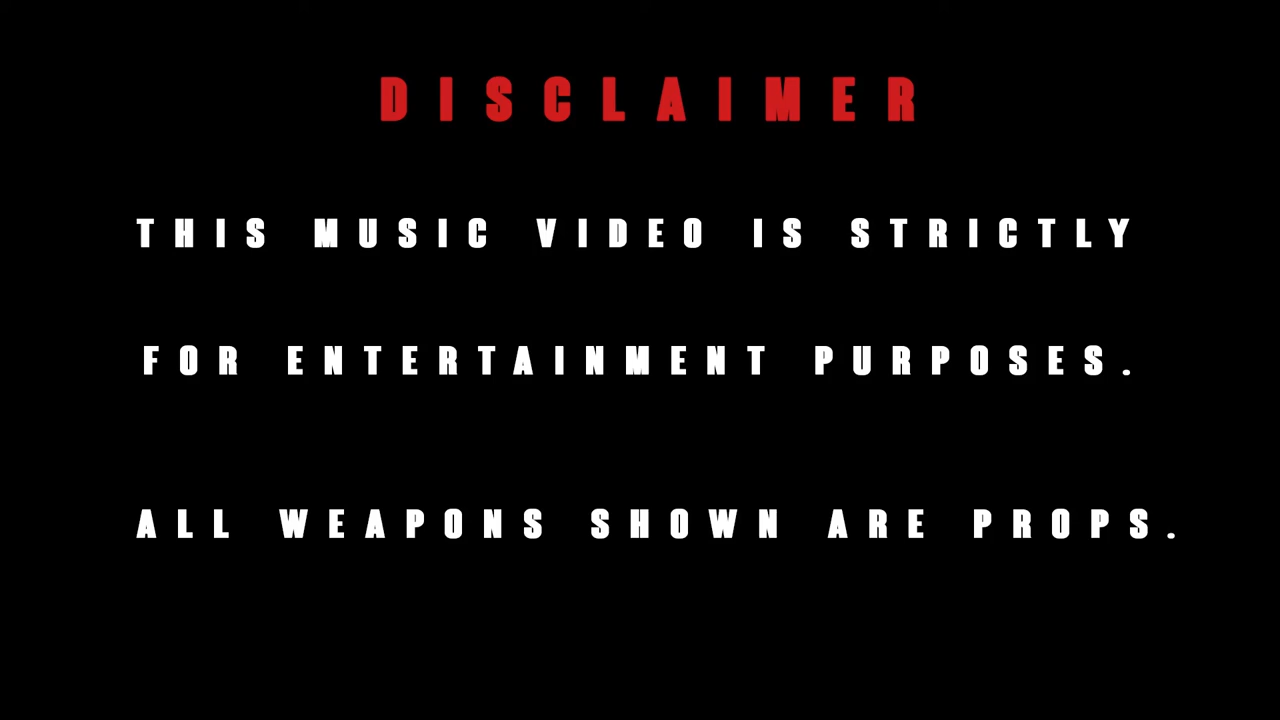 DISCLAIMER
THIS MUSIC VIDEO IS STRICTLY
FOR ENTERTAINMENT PURPOSES.
ALL WEAPONS SHOWN ARE PROPS.